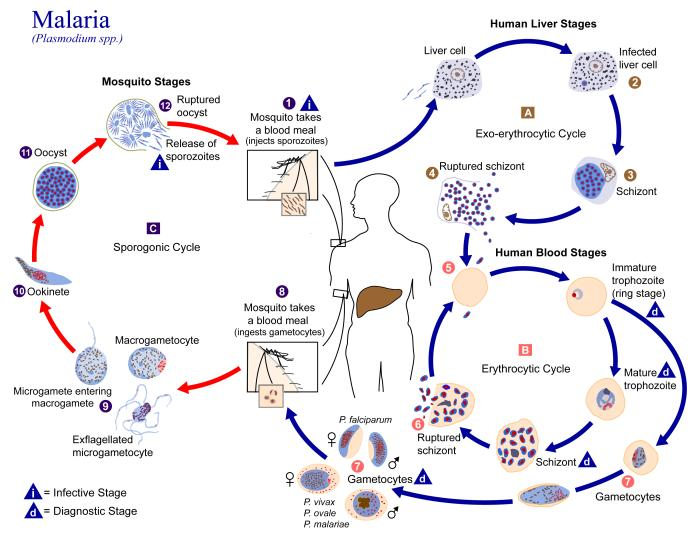 Malaria
(Plasmodium spp.)
Human Liver Stages
Liver cell
Infected
liver cell
2
A
Exo-erythrocytic Cycle
4
Ruptured schizont
3
Schizont
Mosquito Stages
12
Ruptured
oocyst
Release of
sporozoites
i
11
Oocyst
C
Sporogonic Cycle
10
Ookinete
1
i
Mosquito takes
a blood meal
(injects sporozoites)
8
Mosquito takes
a blood meal
(ingests gametocytes)
Macrogametocyte
Microgamete entering
macrogamete
9
Exflagellated
microgametocyte
Human Blood Stages
5
Immature
trophozoite
(ring stage)
d
B
Erythrocytic Cycle
Mature
trophozoite
d
6
Ruptured
schizont
Schizont
d
7
Gametocytes
P. falciparum
♀
7
♂
Gametocytes
d
♀
P. vivax
P. ovale
P. malariae
♂
i = Infective Stage
d = Diagnostic Stage